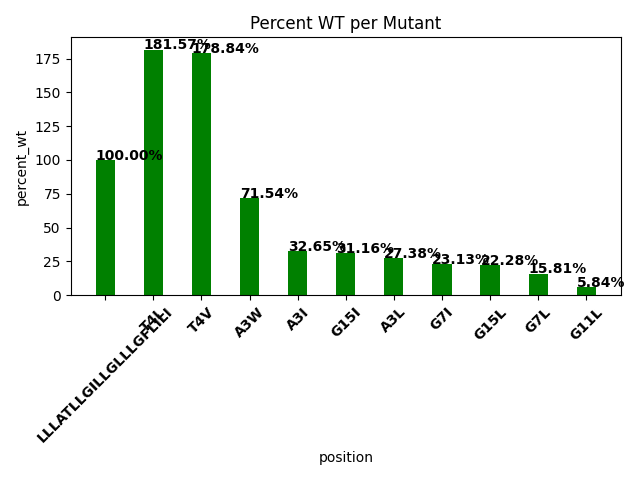 Percent WT per Mutant
percent_wt
175
150
125
100
75
50
25
0
100.00%
181.57%
178.84%
71.54%
32.65%
31.16%
27.38%
23.13%
22.28%
15.81%
5.84%
LLLATLLGILLGLLLGFLILI
T4L
T4V
A3W
A3I
G15I
A3L
G7I
G15L
G7L
G11L
position